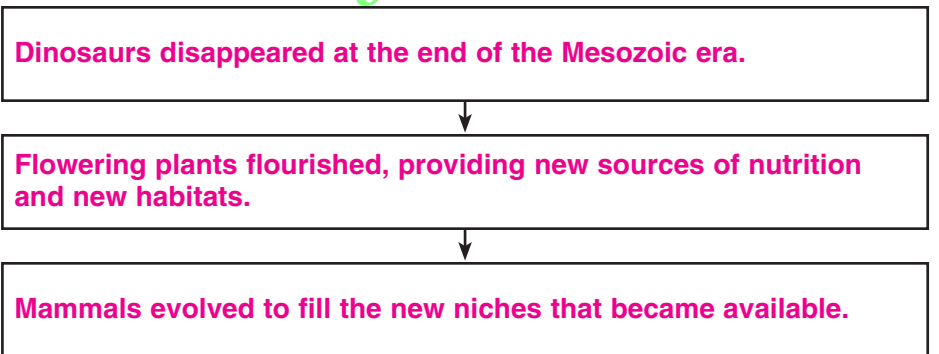 Dinosaurs disappeared at the end of the Mesozoic era.
Flowering plants flourished, providing new sources of nutrition
and new habitats.
Mammals evolved to fill the new niches that became available.